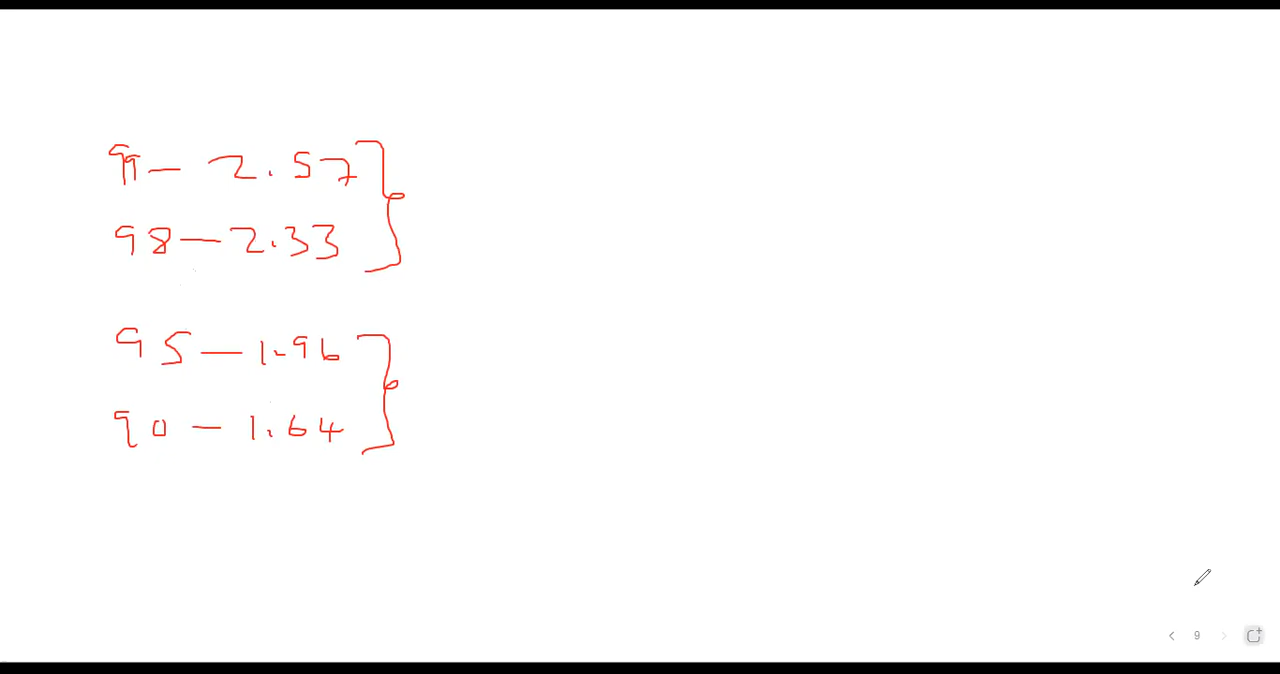 99 — 2.57
98 — 2.33
95 — 1.96
90 — 1.64
9